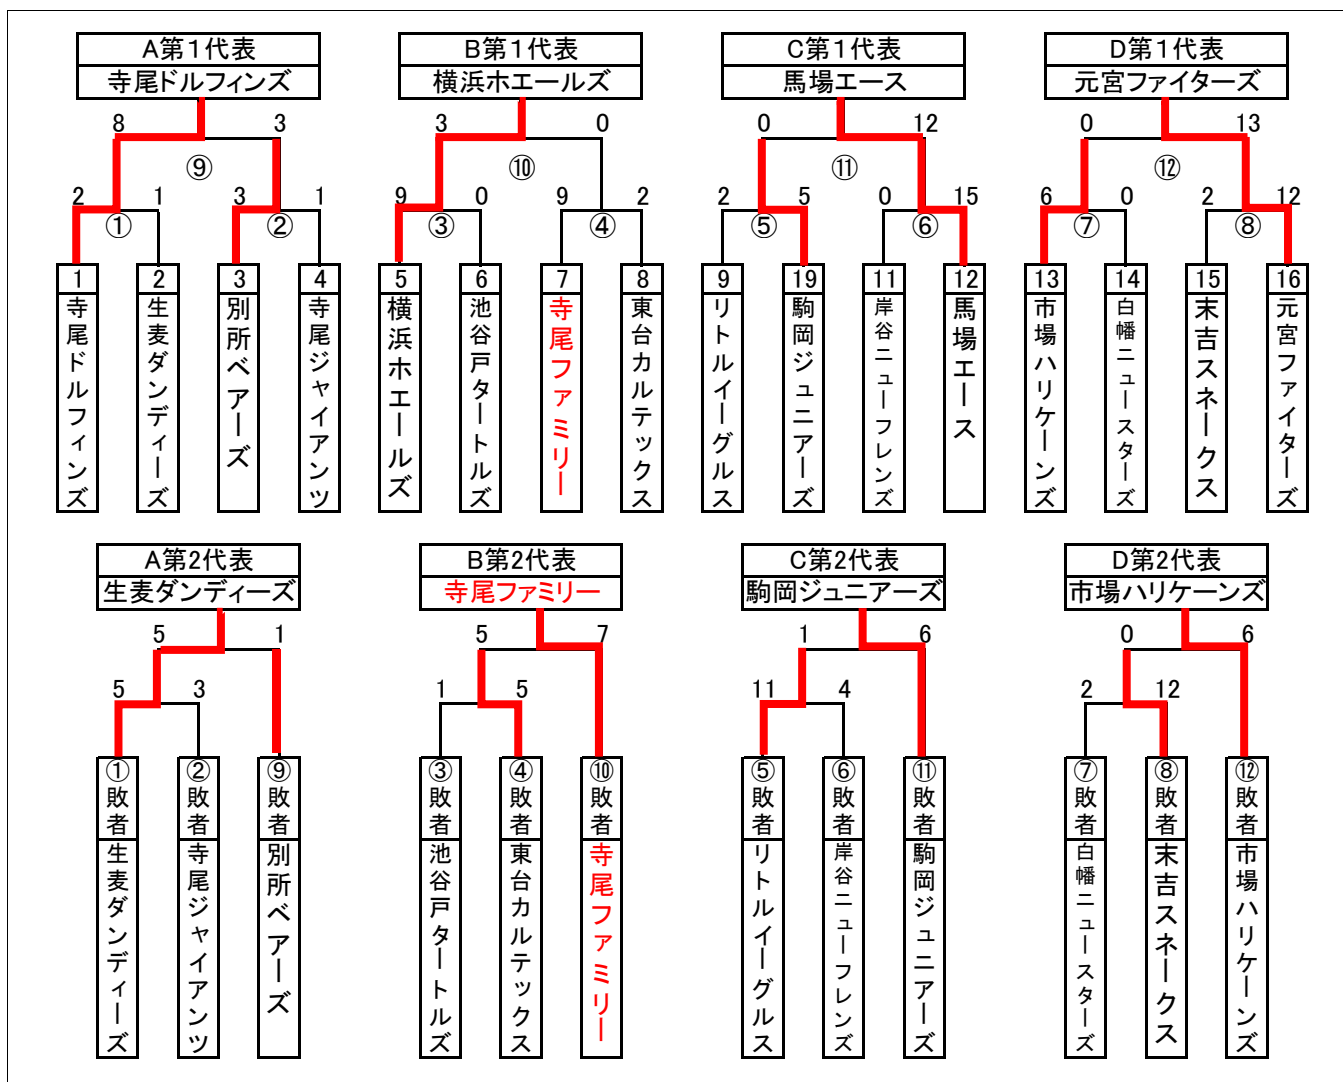 A第1代表 B第1代表 C第1代表 D第1代表
寺尾ドルフィンズ 横浜ホエールズ 馬場エース 元宮ファイターズ
8 3 3 0 0 12 0 13
⑨ ⑩ ⑪ ⑫
2 1 3 1 9 0 9 2 2 5 0 15 6 0 2 12
① ② ③ ④ ⑤ ⑥ ⑦ ⑧
1 2 3 4 5 6 7 8 9 19 11 12 13 14 15 16
寺尾ドルフィンズ
生麦ダンディーズ
別所ベアーズ
寺尾ジャイアンツ
横浜ホエールズ
池谷戸タートルズ
寺尾ファミリー
東台カルテックス
リトルイーグルス
駒岡ジュニアーズ
岸谷ニューフレンズ
馬場エース
市場ハリケーンズ
白幡ニュースターズ
末吉スネークス
元宮ファイターズ
A第2代表 B第2代表 C第2代表 D第2代表
生麦ダンディーズ 寺尾ファミリー 駒岡ジュニアーズ 市場ハリケーンズ
5 1 5 7 1 6 0 6
5 3 1 5 11 4 2 12
①敗者 生麦ダンディーズ
②敗者 寺尾ジャイアンツ
⑨敗者 別所ベアーズ
③敗者 池谷戸タートルズ
④敗者 東台カルテックス
⑩敗者 寺尾ファミリー
⑤敗者 リトルイーグルス
⑥敗者 岸谷ニューフレンズ
⑪敗者 駒岡ジュニアーズ
⑦敗者 白幡ニュースターズ
⑧敗者 末吉スネークス
⑫敗者 市場ハリケーンズ